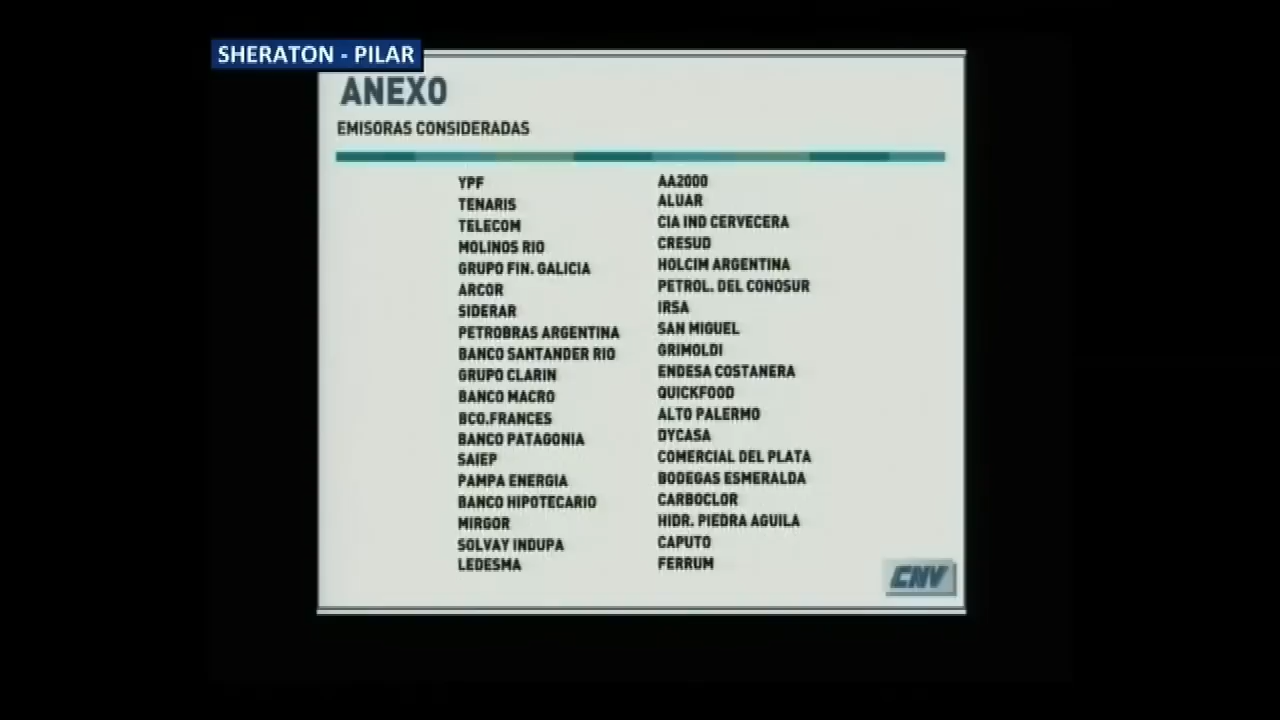 SHERATON - PILAR
ANEXO
EMISORAS CONSIDERADAS
YPF
TENARIS
TELECOM
MOLINOS RIO
GRUPO FIN. GALICIA
ARCOR
SIDERAR
PETROBRAS ARGENTINA
BANCO SANTANDER RIO
GRUPO CLARIN
BANCO MACRO
BCO.FRANCES
BANCO PATAGONIA
SAIEP
PAMPA ENERGIA
BANCO HIPOTECARIO
MIRGOR
SOLVAY INDUPA
LEDESMA
AA2000
ALUAR
CIA IND CERVECERA
CRESUD
HOLCIM ARGENTINA
PETROL. DEL CONOSUR
IRSA
SAN MIGUEL
GRIMOLDI
ENDESA COSTANERA
QUICKFOOD
ALTO PALERMO
DYCASA
COMERCIAL DEL PLATA
BODEGAS ESMERALDA
CARBOCLOR
HIDR. PIEDRA AGUILA
CAPUTO
FERRUM
CNV